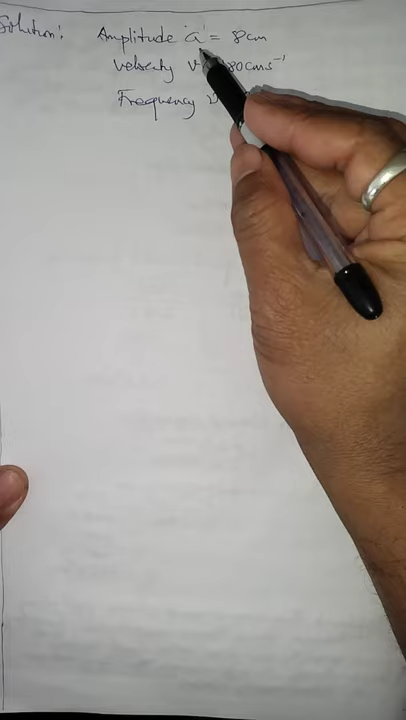 Solution: Amplitude 'a' = 8cm
Velocity v 80cms⁻¹
Frequency ν